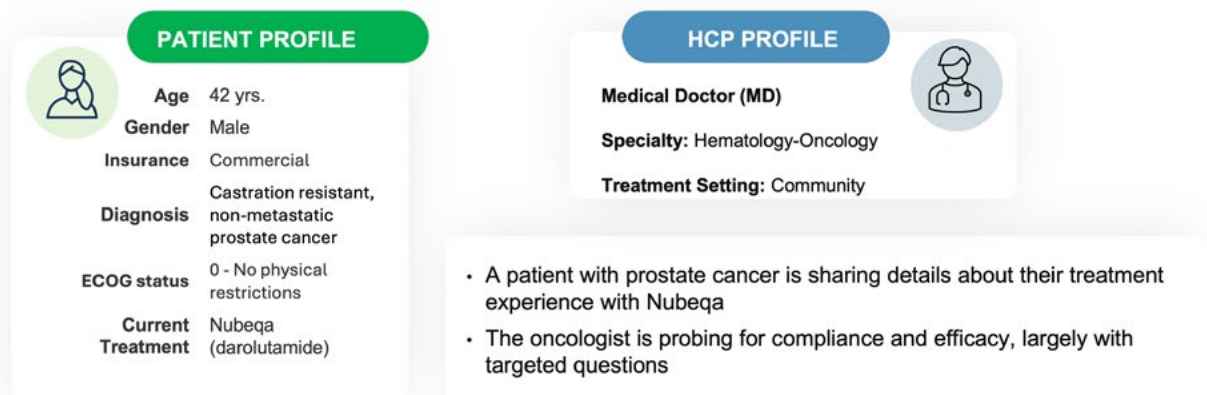 PATIENT PROFILE
Age 42 yrs.
Gender Male
Insurance Commercial
Diagnosis Castration resistant,
non-metastatic
prostate cancer
ECOG status 0 - No physical
restrictions
Current Nubeqa
Treatment (darolutamide)
HCP PROFILE
Medical Doctor (MD)
Specialty: Hematology-Oncology
Treatment Setting: Community
• A patient with prostate cancer is sharing details about their treatment
experience with Nubeqa
• The oncologist is probing for compliance and efficacy, largely with
targeted questions